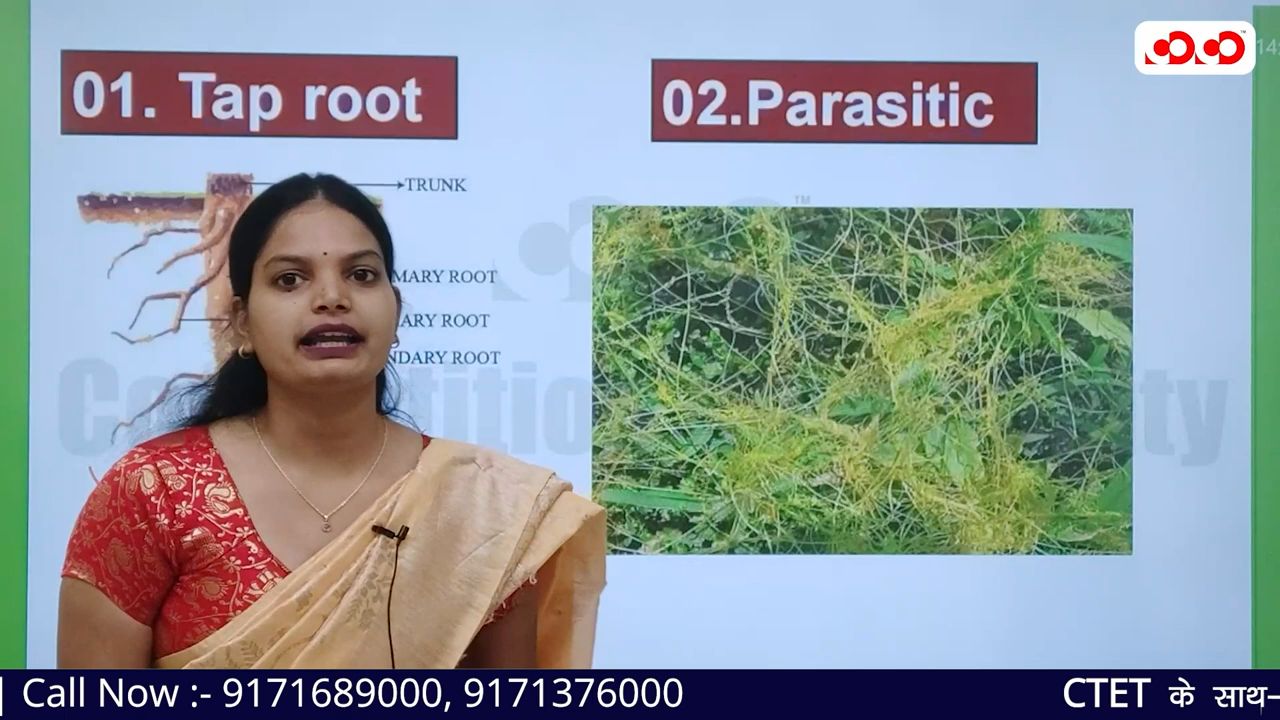 01. Tap root
02.Parasitic
TRUNK
MARY ROOT
ARY ROOT
NDARY ROOT
| Call Now :- 9171689000, 9171376000
CTET के साथ-